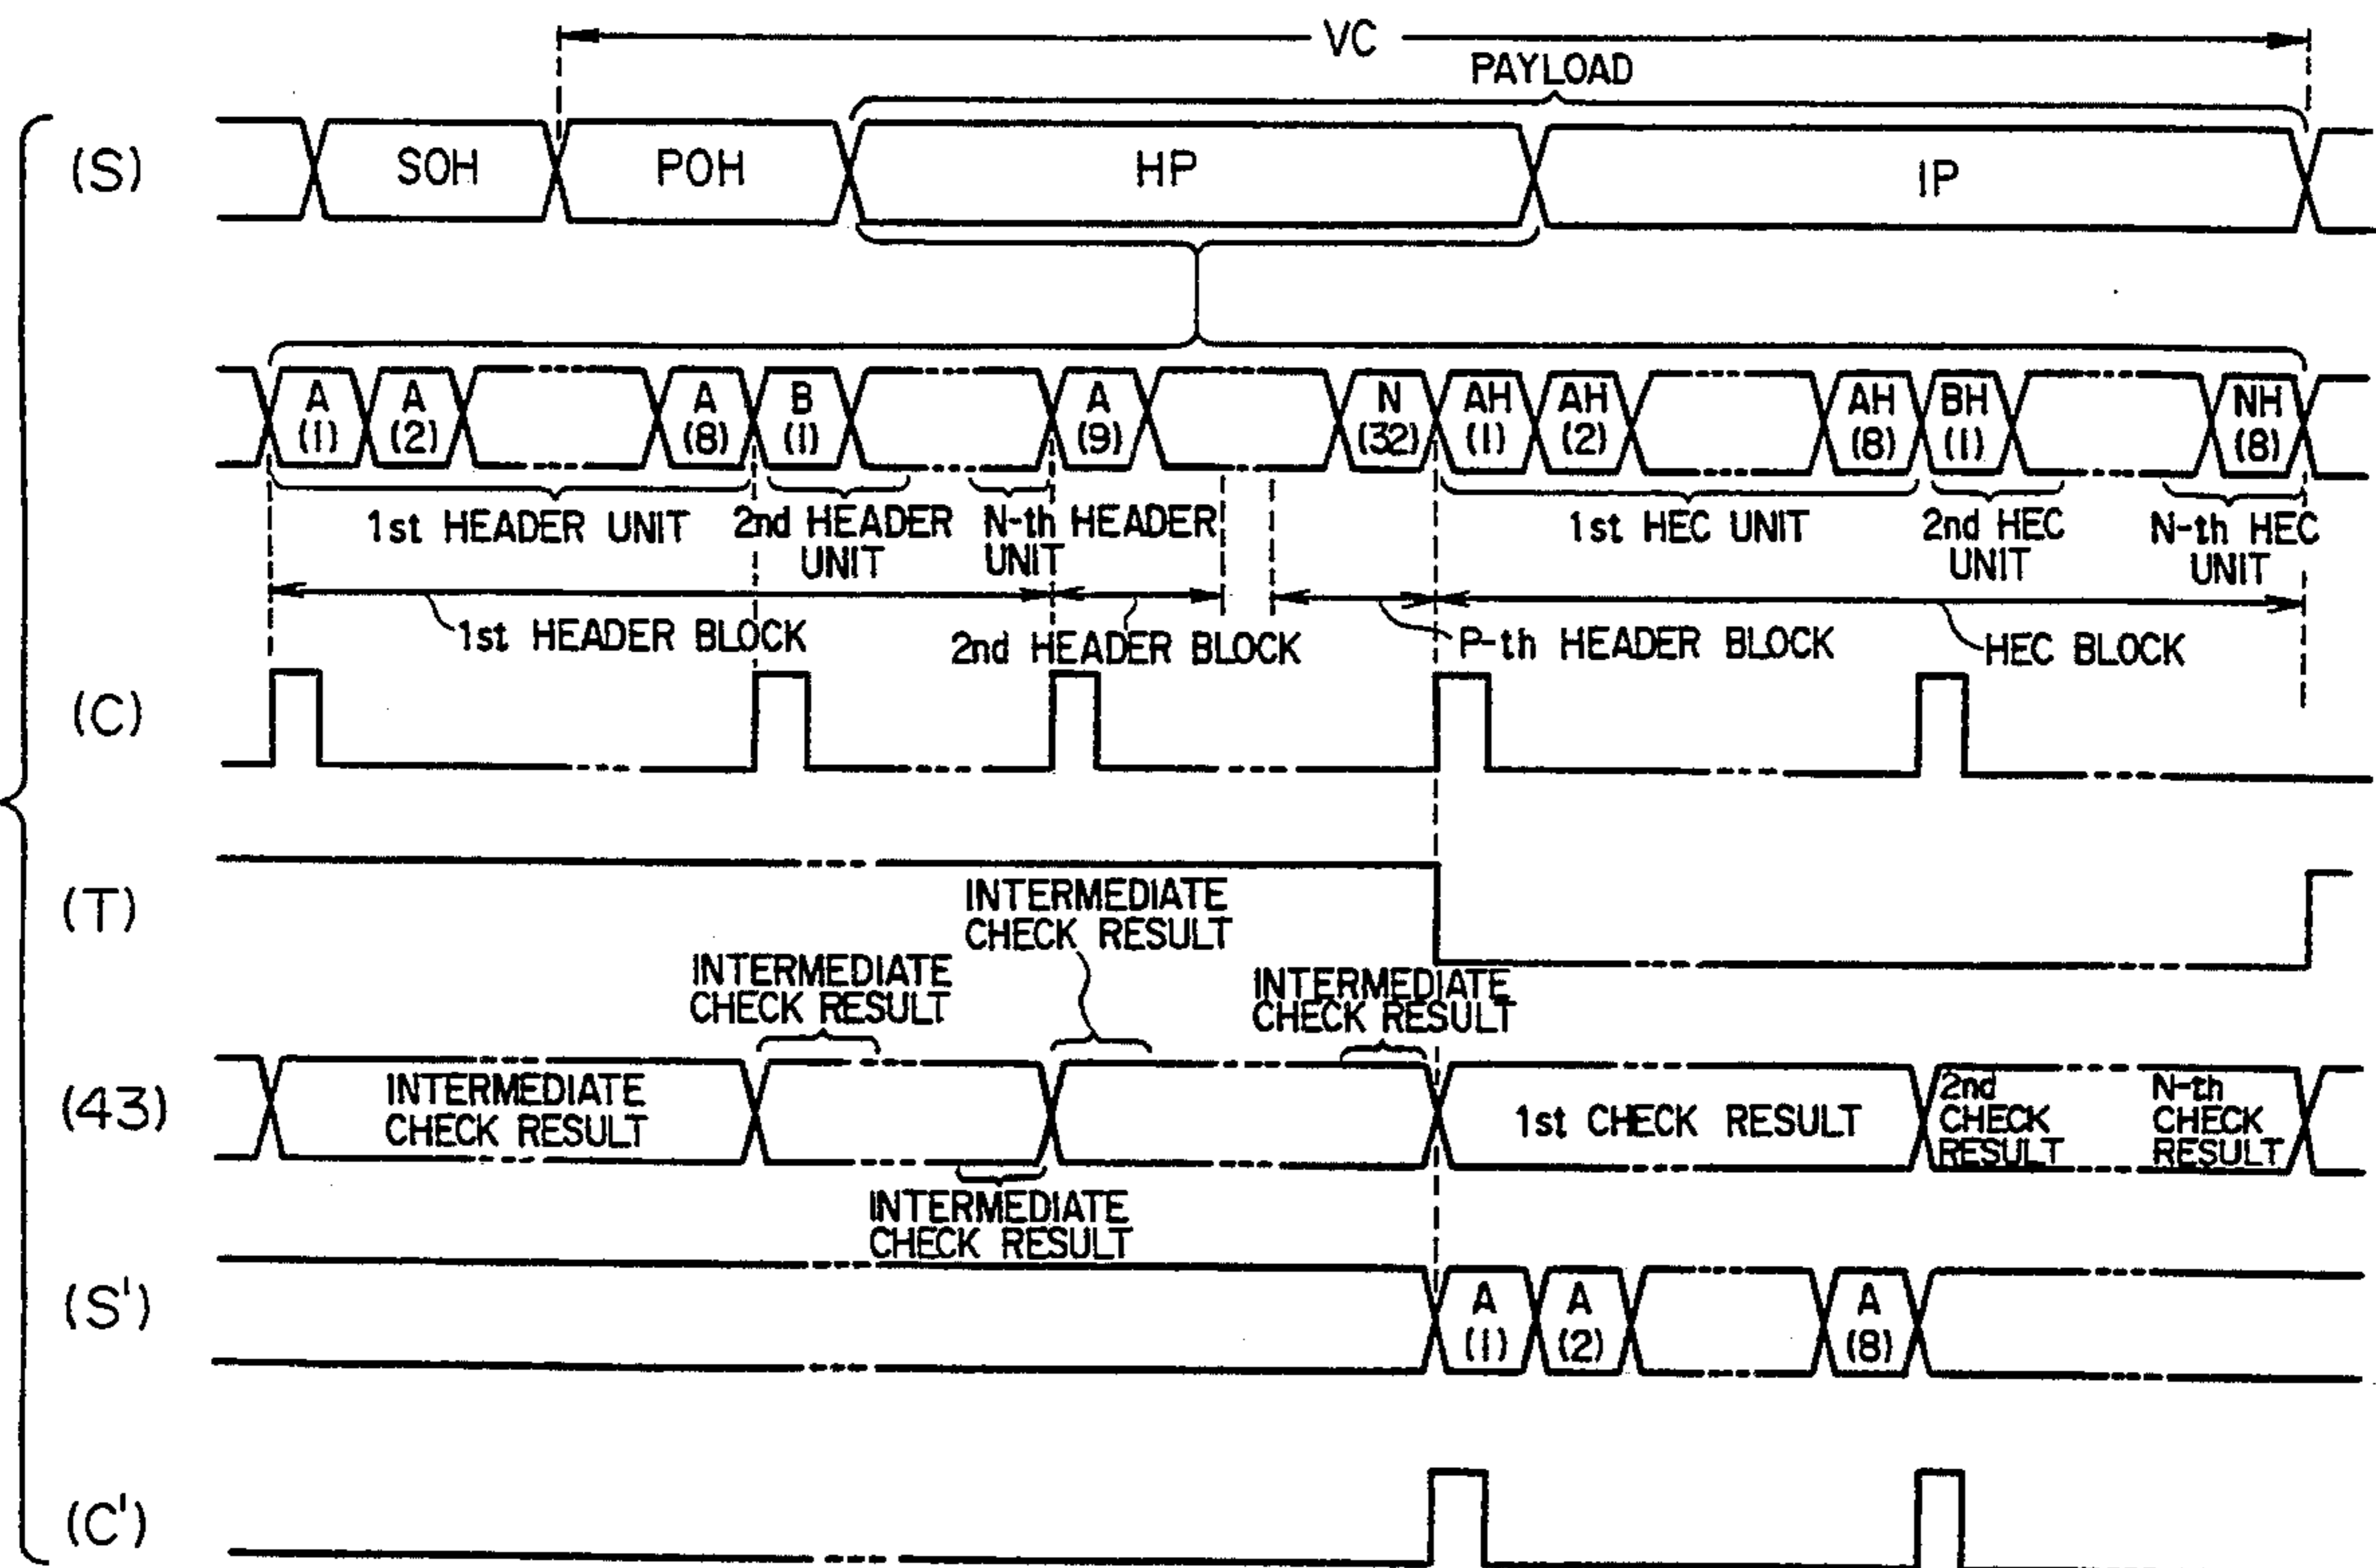 VC
PAYLOAD
(S)
SOH
POH
HP
IP
A
(1)
A
(2)
A
(8)
B
(1)
A
(9)
N
(32)
AH
(1)
AH
(2)
AH
(8)
BH
(1)
NH
(8)
1st HEADER UNIT
2nd HEADER
UNIT
N-th HEADER
UNIT
1st HEC UNIT
2nd HEC
UNIT
N-th HEC
UNIT
1st HEADER BLOCK
2nd HEADER BLOCK
P-th HEADER BLOCK
HEC BLOCK
(C)
(T)
INTERMEDIATE
CHECK RESULT
INTERMEDIATE
CHECK RESULT
INTERMEDIATE
CHECK RESULT
(43)
INTERMEDIATE
CHECK RESULT
1st CHECK RESULT
2nd
CHECK
RESULT
N-th
CHECK
RESULT
INTERMEDIATE
CHECK RESULT
(S')
A
(1)
A
(2)
A
(8)
(C')